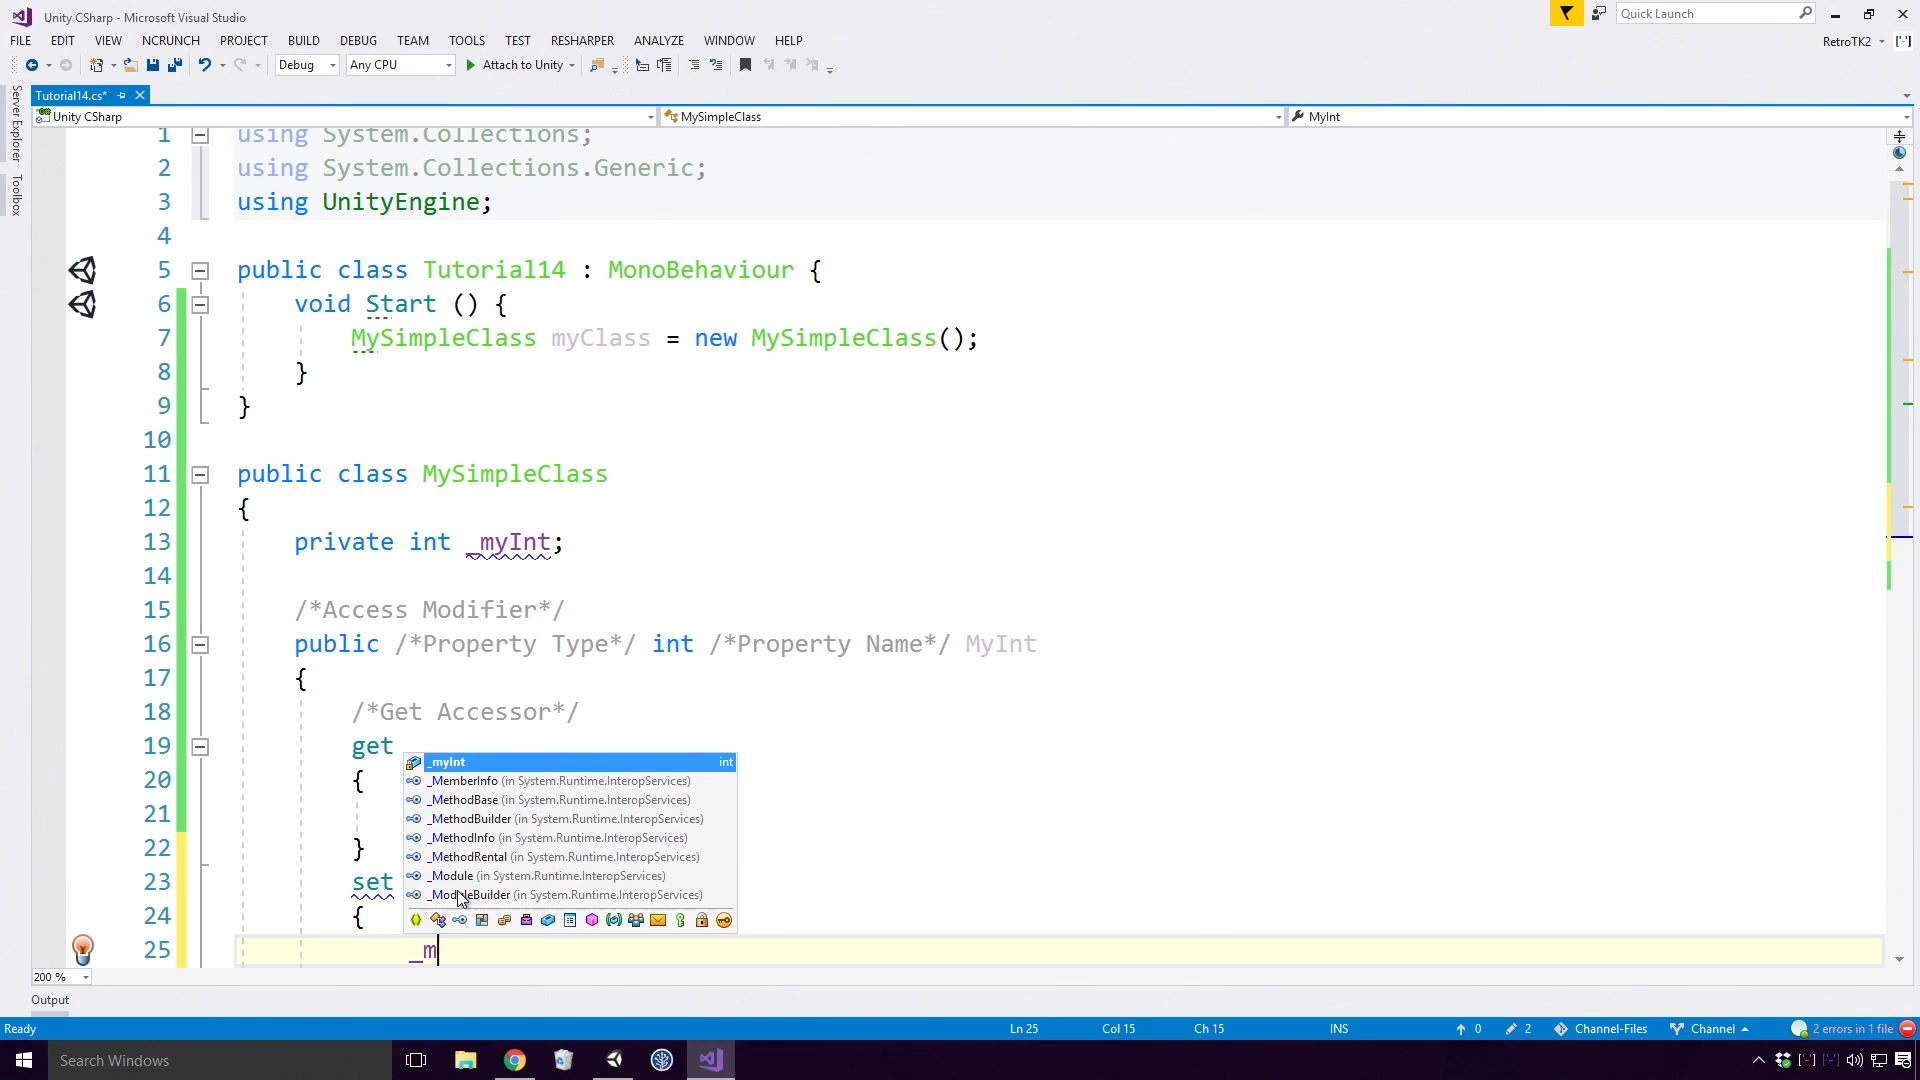 Unity CSharp - Microsoft Visual Studio
Quick Launch
FILE EDIT VIEW NCRUNCH PROJECT BUILD DEBUG TEAM TOOLS TEST RESHARPER ANALYZE WINDOW HELP
RetroTK2
Debug Any CPU Attach to Unity
Server Explorer
Toolbox
Tutorial14.cs*
Unity CSharp MySimpleClass MyInt
1 using System.Collections;
2 using System.Collections.Generic;
3 using UnityEngine;
4
5 public class Tutorial14 : MonoBehaviour {
6 void Start () {
7 MySimpleClass myClass = new MySimpleClass();
8 }
9 }
10
11 public class MySimpleClass
12 {
13 private int _myInt;
14
15 /*Access Modifier*/
16 public /*Property Type*/ int /*Property Name*/ MyInt
17 {
18 /*Get Accessor*/
19 get
20 {
21
22 }
23 set
24 {
25 _m
_myInt int
_MemberInfo (in System.Runtime.InteropServices)
_MethodBase (in System.Runtime.InteropServices)
_MethodBuilder (in System.Runtime.InteropServices)
_MethodInfo (in System.Runtime.InteropServices)
_MethodRental (in System.Runtime.InteropServices)
_Module (in System.Runtime.InteropServices)
_ModuleBuilder (in System.Runtime.InteropServices)
200 %
Output
Ready Ln 25 Col 15 Ch 15 INS 0 2 Channel-Files Channel 2 errors in 1 file
Search Windows